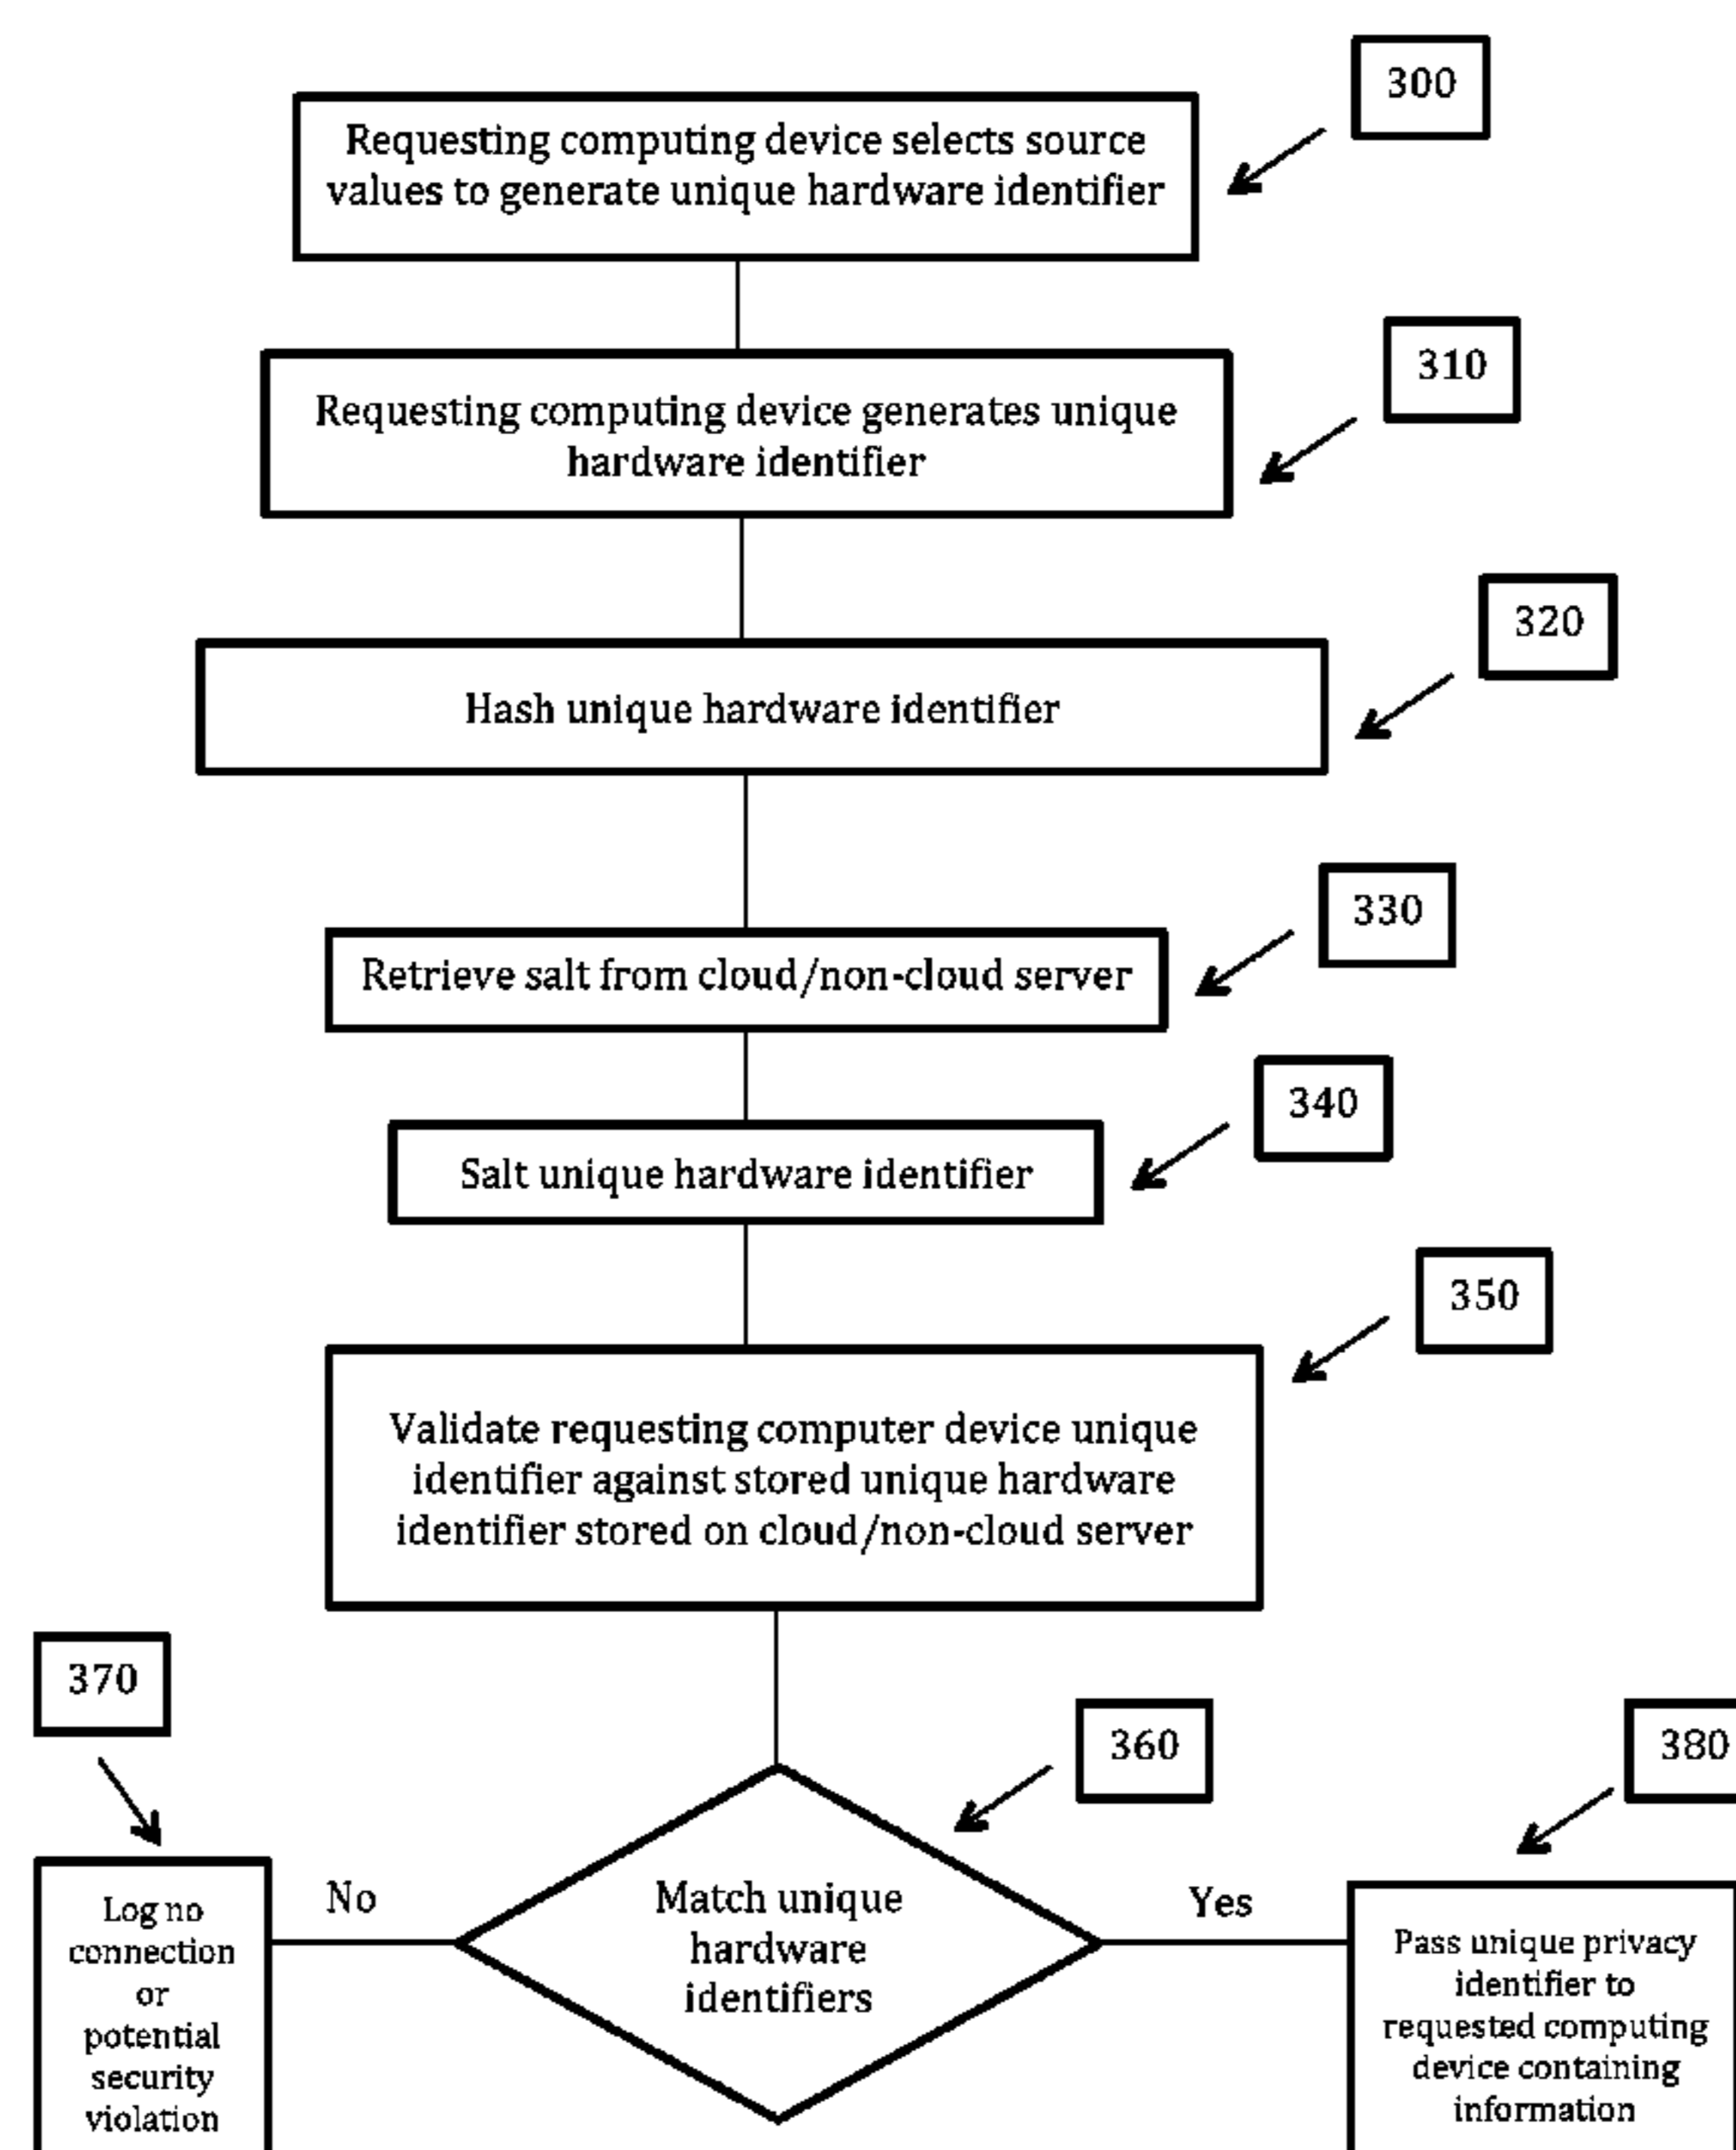 300
Requesting computing device selects source
values to generate unique hardware identifier
310
Requesting computing device generates unique
hardware identifier
320
Hash unique hardware identifier
330
Retrieve salt from cloud/non-cloud server
340
Salt unique hardware identifier
350
Validate requesting computer device unique
identifier against stored unique hardware
identifier stored on cloud/non-cloud server
370
360
380
No
Match unique
hardware
identifiers
Yes
Log no
connection
or
potential
security
violation
Pass unique privacy
identifier to
requested computing
device containing
information